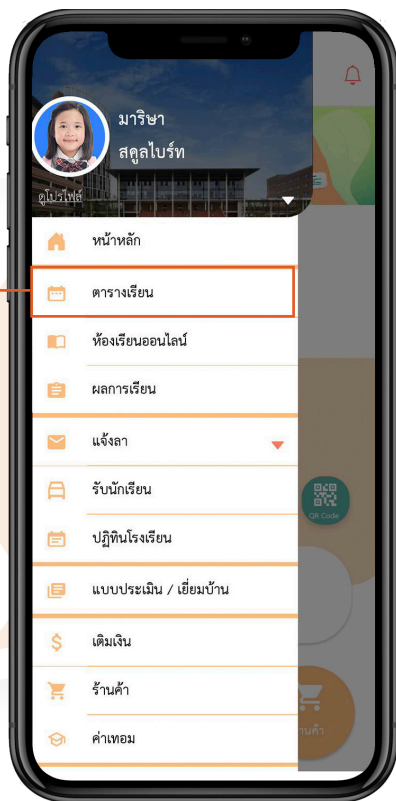 มาริษา
สคูลไบร์ท
ดูโปรไฟล์
หน้าหลัก
ตารางเรียน
ห้องเรียนออนไลน์
ผลการเรียน
แจ้งลา
รับนักเรียน
QR Code
ปฏิทินโรงเรียน
แบบประเมิน / เยี่ยมบ้าน
เติมเงิน
ร้านค้า
านค้า
ค่าเทอม